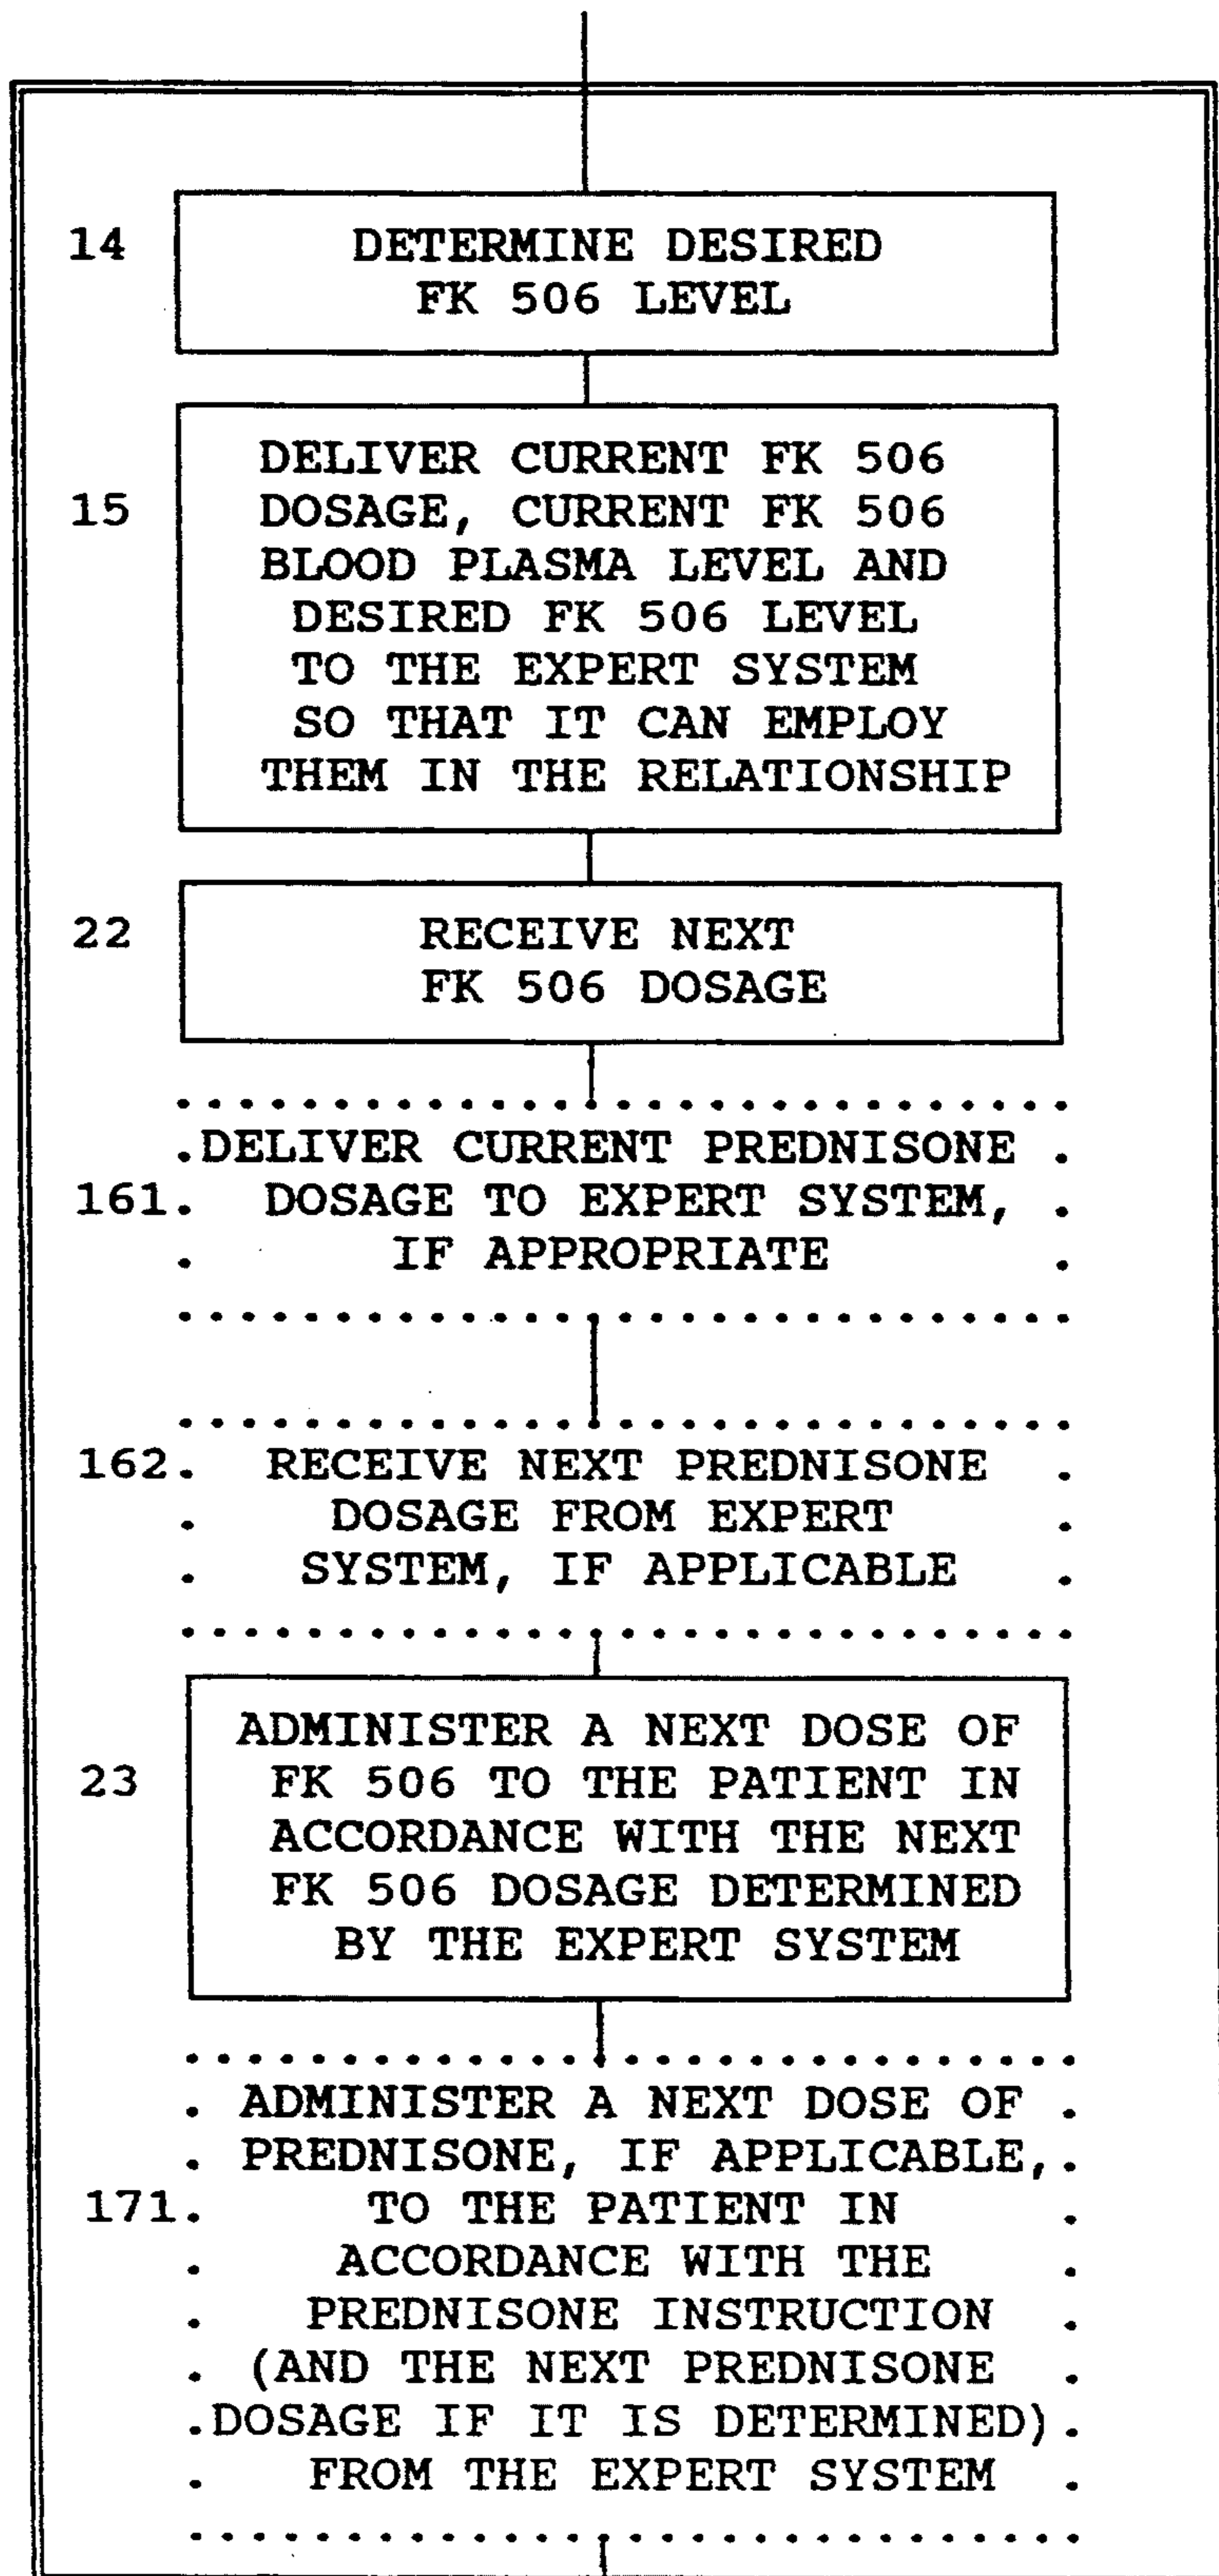 14 DETERMINE DESIRED
FK 506 LEVEL
DELIVER CURRENT FK 506
15 DOSAGE, CURRENT FK 506
BLOOD PLASMA LEVEL AND
DESIRED FK 506 LEVEL
TO THE EXPERT SYSTEM
SO THAT IT CAN EMPLOY
THEM IN THE RELATIONSHIP
22 RECEIVE NEXT
FK 506 DOSAGE
DELIVER CURRENT PREDNISONE
161 DOSAGE TO EXPERT SYSTEM,
IF APPROPRIATE
162 RECEIVE NEXT PREDNISONE
DOSAGE FROM EXPERT
SYSTEM, IF APPLICABLE
ADMINISTER A NEXT DOSE OF
23 FK 506 TO THE PATIENT IN
ACCORDANCE WITH THE NEXT
FK 506 DOSAGE DETERMINED
BY THE EXPERT SYSTEM
ADMINISTER A NEXT DOSE OF
PREDNISONE, IF APPLICABLE,
171 TO THE PATIENT IN
ACCORDANCE WITH THE
PREDNISONE INSTRUCTION
(AND THE NEXT PREDNISONE
DOSAGE IF IT IS DETERMINED)
FROM THE EXPERT SYSTEM